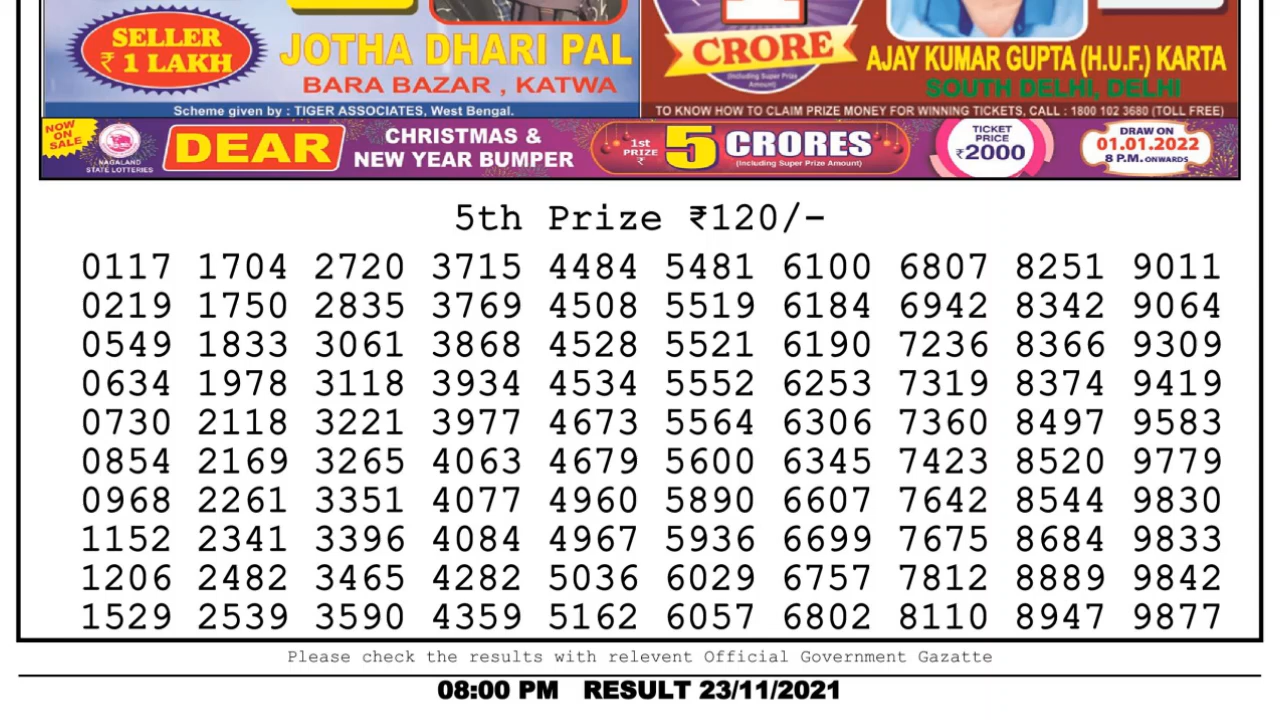 SELLER
₹ 1 LAKH
JOTHA DHARI PAL
BARA BAZAR , KATWA
Scheme given by : TIGER ASSOCIATES, West Bengal.
1
CRORE
(Including Super Prize
Amount)
AJAY KUMAR GUPTA (H.U.F.) KARTA
SOUTH DELHI, DELHI
TO KNOW HOW TO CLAIM PRIZE MONEY FOR WINNING TICKETS, CALL : 1800 102 3680 (TOLL FREE)
NOW
ON
SALE
NAGALAND
STATE LOTTERIES
DEAR
CHRISTMAS &
NEW YEAR BUMPER
1st
PRIZE
₹
5 CRORES
(Including Super Prize Amount)
TICKET
PRICE
₹2000
DRAW ON
01.01.2022
8 P.M. ONWARDS
5th Prize ₹120/-
0117 1704 2720 3715 4484 5481 6100 6807 8251 9011
0219 1750 2835 3769 4508 5519 6184 6942 8342 9064
0549 1833 3061 3868 4528 5521 6190 7236 8366 9309
0634 1978 3118 3934 4534 5552 6253 7319 8374 9419
0730 2118 3221 3977 4673 5564 6306 7360 8497 9583
0854 2169 3265 4063 4679 5600 6345 7423 8520 9779
0968 2261 3351 4077 4960 5890 6607 7642 8544 9830
1152 2341 3396 4084 4967 5936 6699 7675 8684 9833
1206 2482 3465 4282 5036 6029 6757 7812 8889 9842
1529 2539 3590 4359 5162 6057 6802 8110 8947 9877
Please check the results with relevent Official Government Gazatte
08:00 PM RESULT 23/11/2021